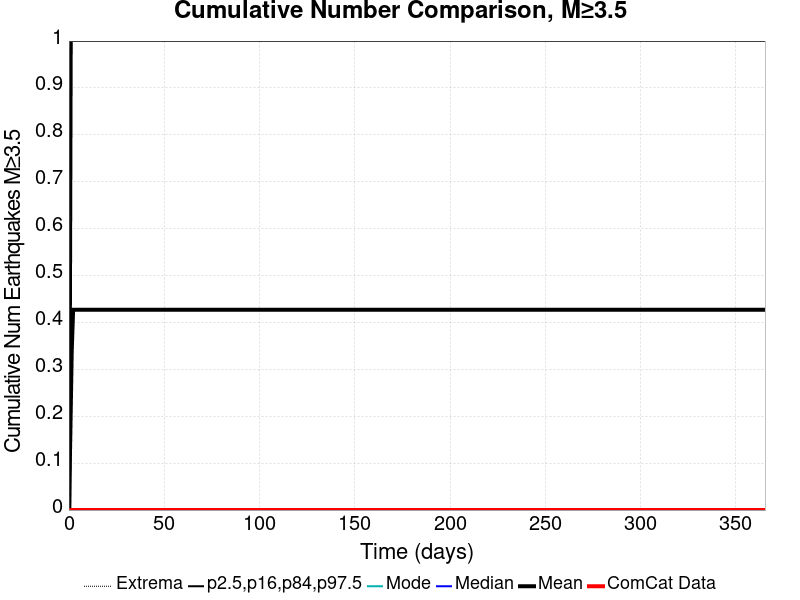 Cumulative Number Comparison, M≥3.5
Cumulative Num Earthquakes M≥3.5
1
0.9
0.8
0.7
0.6
0.5
0.4
0.3
0.2
0.1
0
0 50 100 150 200 250 300 350
Time (days)
Extrema p2.5,p16,p84,p97.5 Mode Median Mean ComCat Data